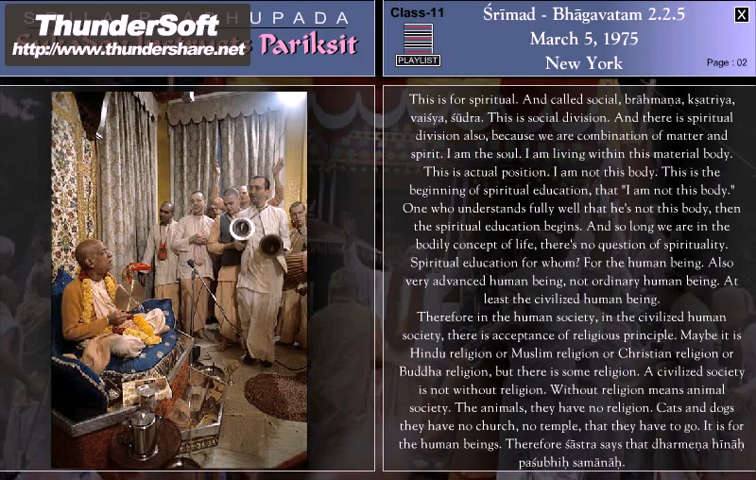 SRILA PRABHUPADA
ThunderSoft
http://www.thundershare.net
Pariksit
Class-11
PLAYLIST
Śrīmad - Bhāgavatam 2.2.5
March 5, 1975
New York
X
Page : 02
This is for spiritual. And called social, brāhmaṇa, kṣatriya,
vaiśya, śūdra. This is social division. And there is spiritual
division also, because we are combination of matter and
spirit. I am the soul. I am living within this material body.
This is actual position. I am not this body. This is the
beginning of spiritual education, that "I am not this body."
One who understands fully well that he's not this body, then
the spiritual education begins. And so long we are in the
bodily concept of life, there's no question of spirituality.
Spiritual education for whom? For the human being. Also
very advanced human being, not ordinary human being. At
least the civilized human being.
Therefore in the human society, in the civilized human
society, there is acceptance of religious principle. Maybe it is
Hindu religion or Muslim religion or Christian religion or
Buddha religion, but there is some religion. A civilized society
is not without religion. Without religion means animal
society. The animals, they have no religion. Cats and dogs
they have no church, no temple, that they have to go. It is for
the human beings. Therefore śāstra says that dharmeṇa hīnāḥ
paśubhiḥ samānāḥ.